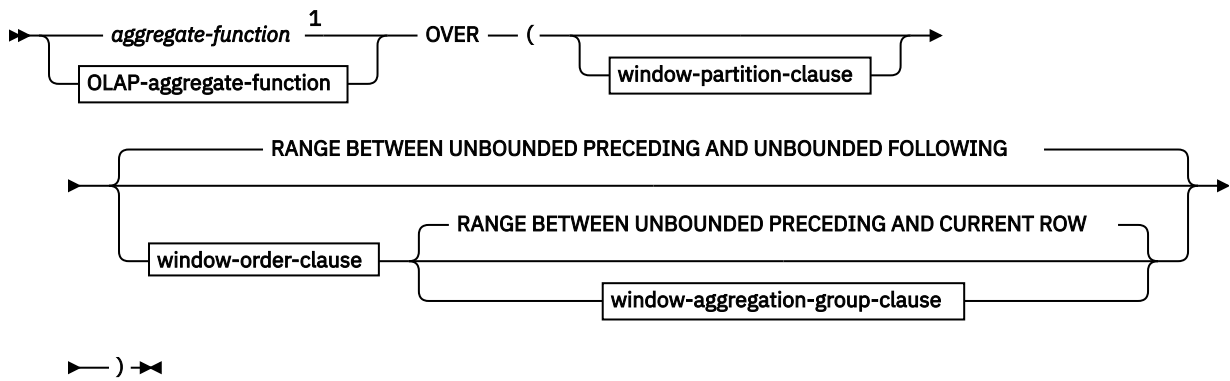 aggregate-function 1 OVER (
OLAP-aggregate-function
window-partition-clause
RANGE BETWEEN UNBOUNDED PRECEDING AND UNBOUNDED FOLLOWING
RANGE BETWEEN UNBOUNDED PRECEDING AND CURRENT ROW
window-order-clause
window-aggregation-group-clause
)